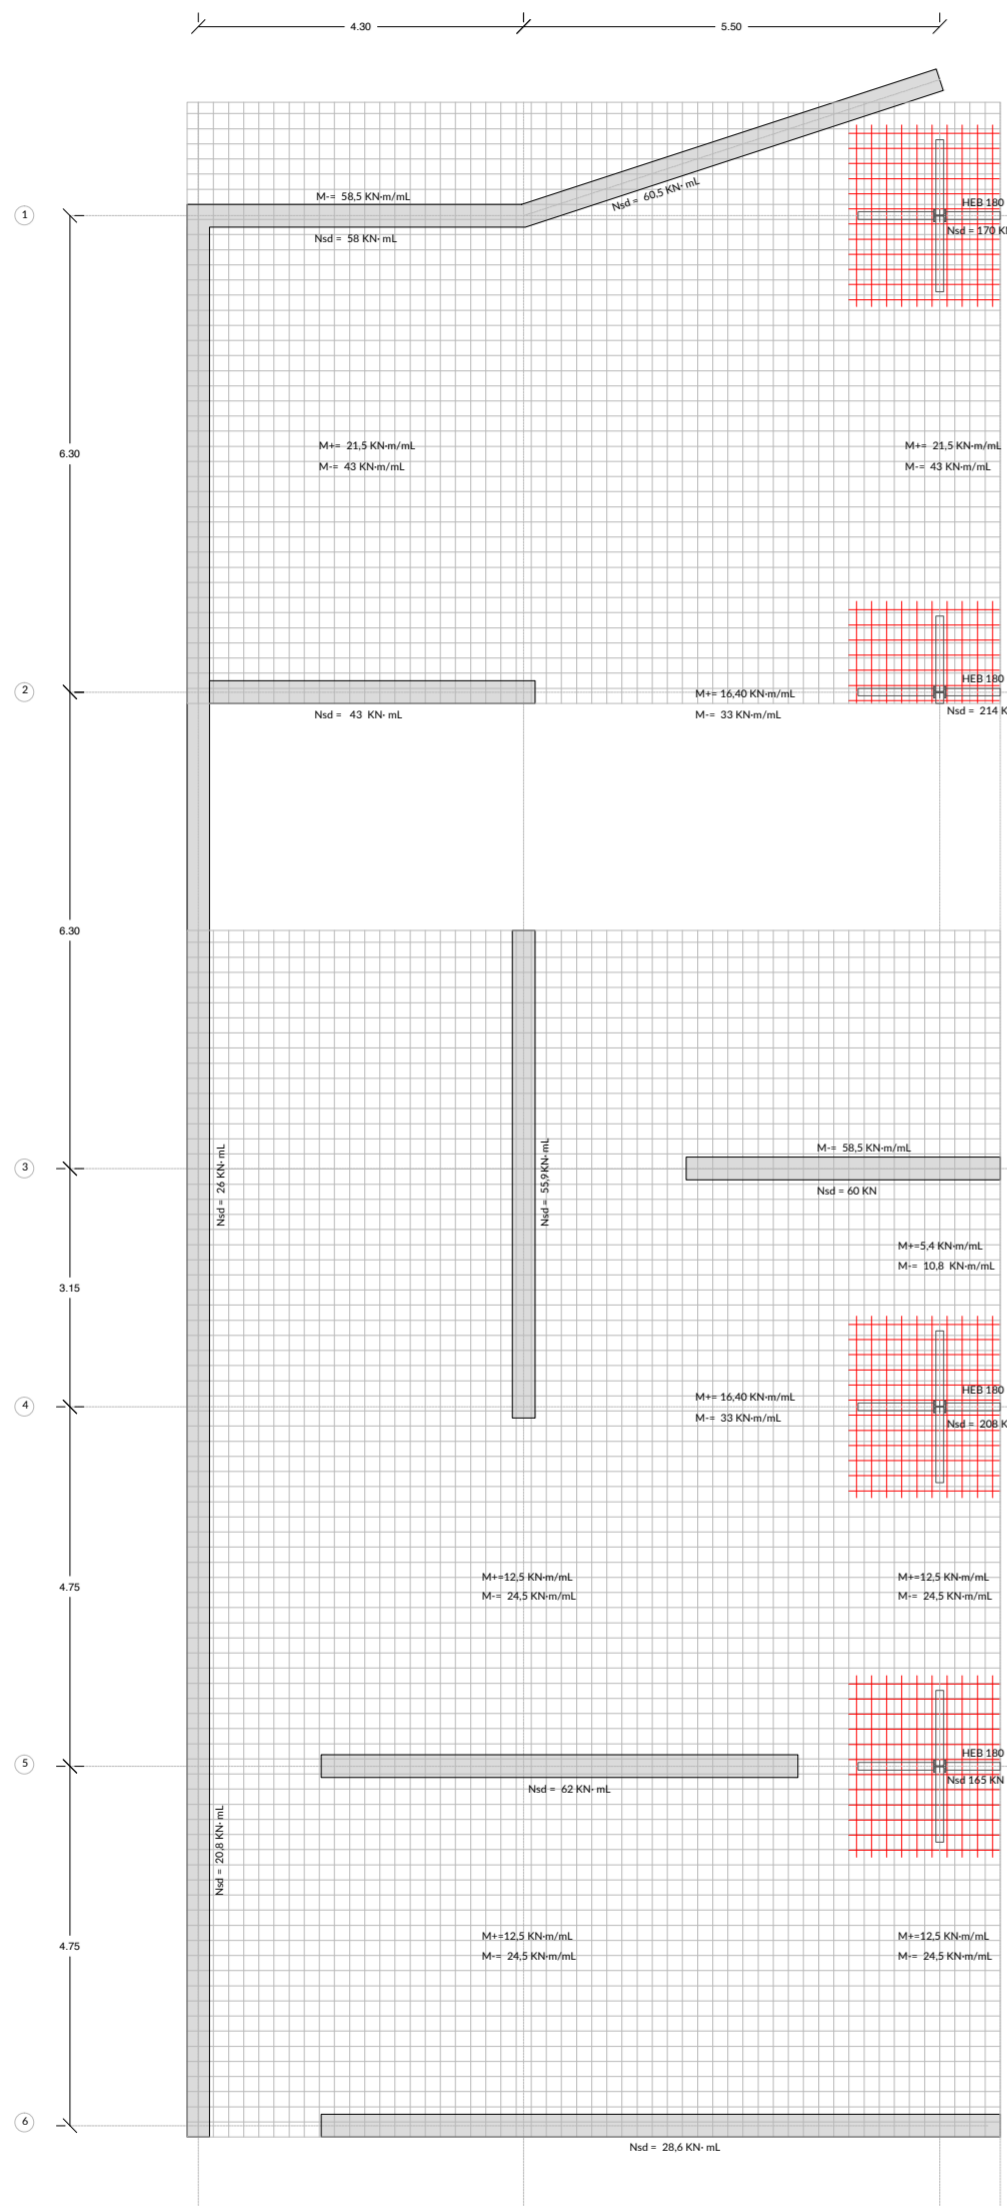 4.30
5.50
M-= 58,5 KN·m/mL
Nsd = 60.5 KN· mL
HEB 180
1
Nsd = 170 K
Nsd = 58 KN· mL
M+= 21,5 KN·m/mL
M+= 21,5 KN·m/mL
6.30
M-= 43 KN·m/mL
M-= 43 KN·m/mL
HEB 180
2
M+= 16,40 KN·m/mL
Nsd = 43 KN· mL
M-= 33 KN·m/mL
Nsd = 214 K
6.30
M-= 58,5 KN·m/mL
3
Nsd = 26 KN· mL
Nsd = 55,9KN· mL
Nsd = 60 KN
M+=5,4 KN·m/mL
M-= 10,8 KN·m/mL
3.15
HEB 180
M+= 16,40 KN·m/mL
4
M-= 33 KN·m/mL
Nsd = 208 K
M+=12,5 KN·m/mL
M+=12,5 KN·m/mL
4.75
M-= 24,5 KN·m/mL
M-= 24,5 KN·m/mL
HEB 180
5
Nsd 165 KN
Nsd = 62 KN· mL
Nsd = 20,8 KN· mL
M+=12,5 KN·m/mL
M+=12,5 KN·m/mL
4.75
M-= 24,5 KN·m/mL
M-= 24,5 KN·m/mL
6
Nsd = 28,6 KN· mL